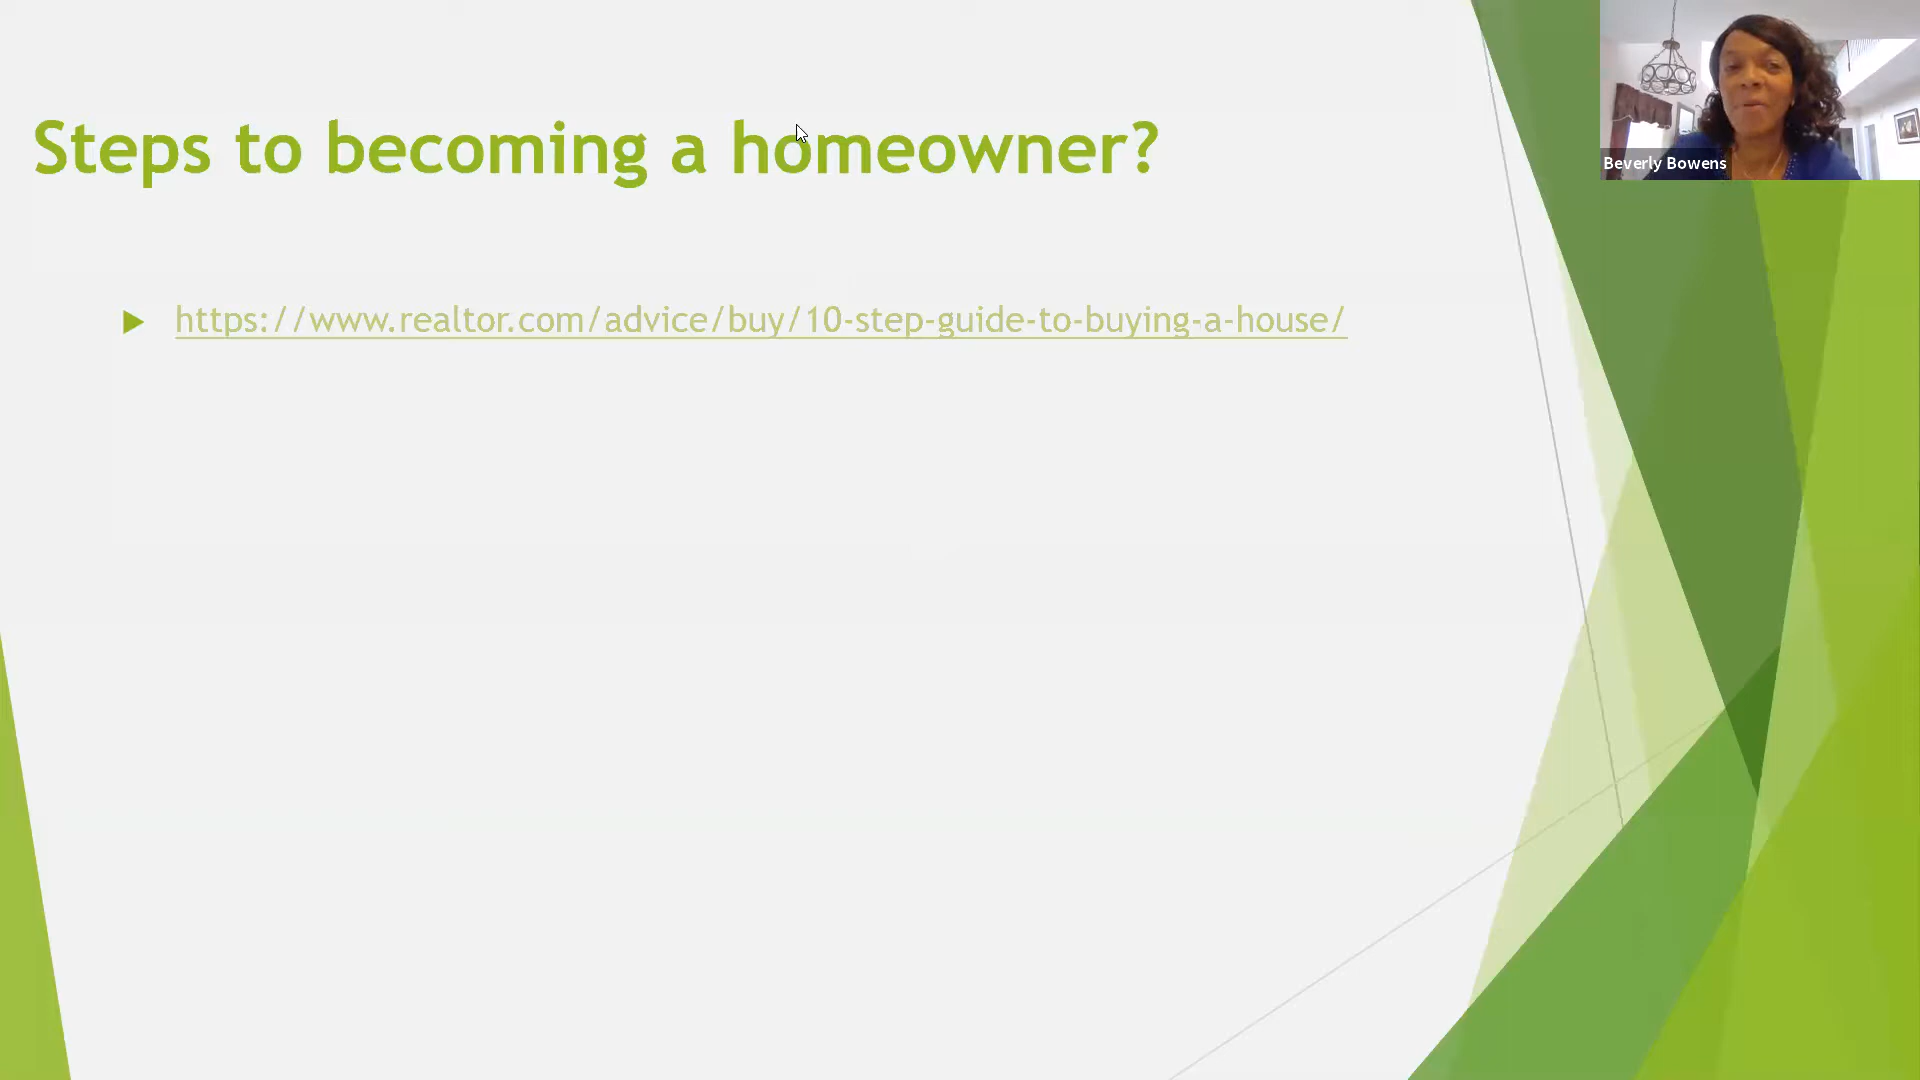 Steps to becoming a homeowner?
https://www.realtor.com/advice/buy/10-step-guide-to-buying-a-house/
Beverly Bowens